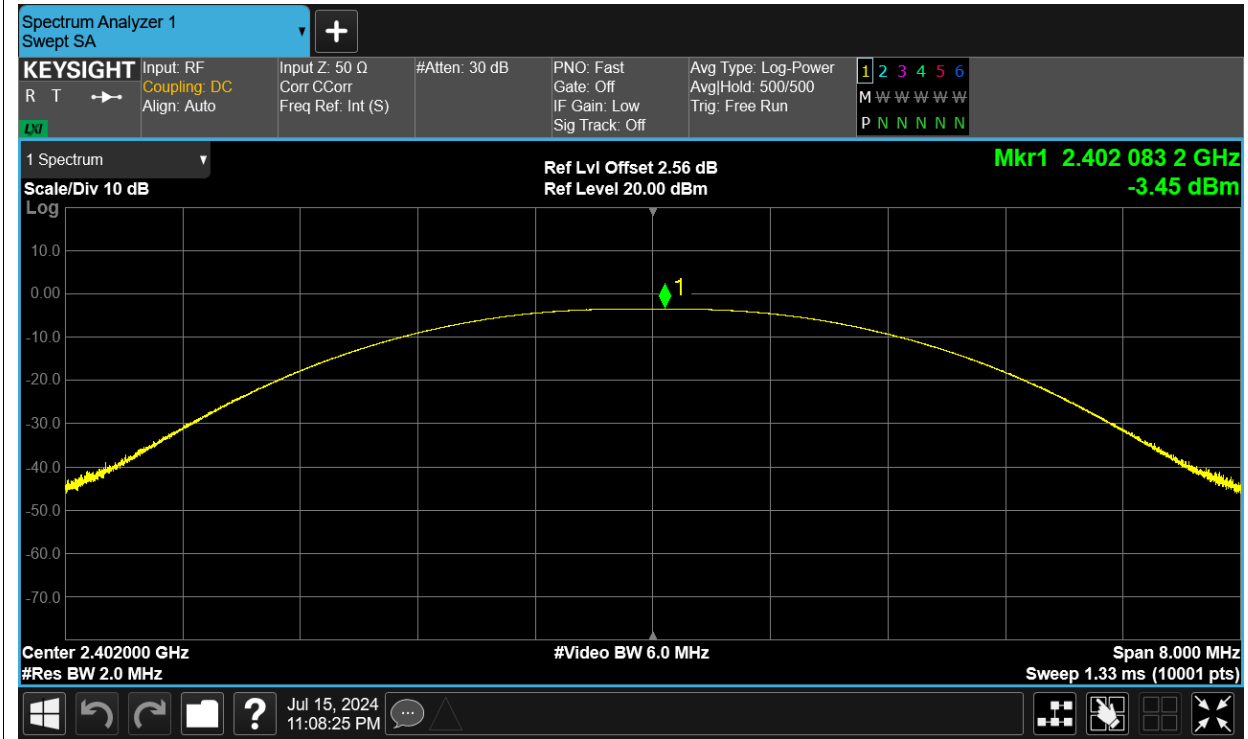 Spectrum Analyzer 1
Swept SA
KEYSIGHT
R T
LXI
Input: RF
Coupling: DC
Align: Auto
Input Z: 50 Ω
Corr CCorr
Freq Ref: Int (S)
#Atten: 30 dB
PNO: Fast
Gate: Off
IF Gain: Low
Sig Track: Off
Avg Type: Log-Power
Avg|Hold: 500/500
Trig: Free Run
1 2 3 4 5 6
M W W W W W
P N N N N N
1 Spectrum
Scale/Div 10 dB
Ref Lvl Offset 2.56 dB
Ref Level 20.00 dBm
Mkr1 2.402 083 2 GHz
-3.45 dBm
Log
10.0
0.00
-10.0
-20.0
-30.0
-40.0
-50.0
-60.0
-70.0
1
Center 2.402000 GHz
#Res BW 2.0 MHz
#Video BW 6.0 MHz
Span 8.000 MHz
Sweep 1.33 ms (10001 pts)
?
Jul 15, 2024
11:08:25 PM